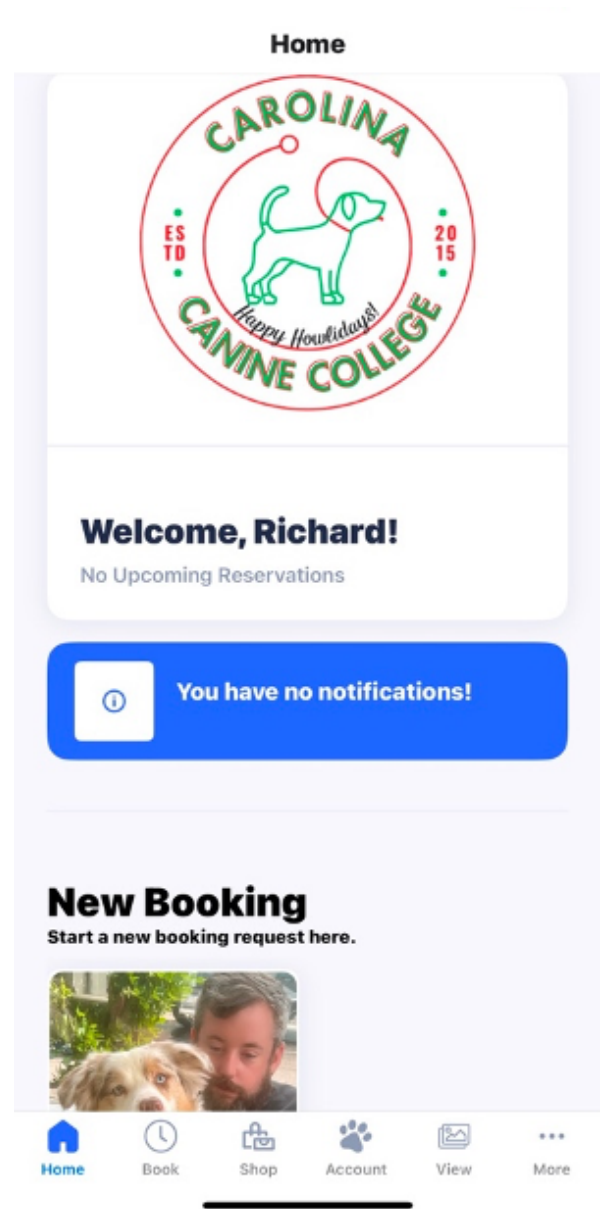 Home
CAROLINA
ES
TD
20
15
Happy Howlidays!
CANINE COLLEGE
Welcome, Richard!
No Upcoming Reservations
You have no notifications!
New Booking
Start a new booking request here.
Home
Book
Shop
Account
View
More